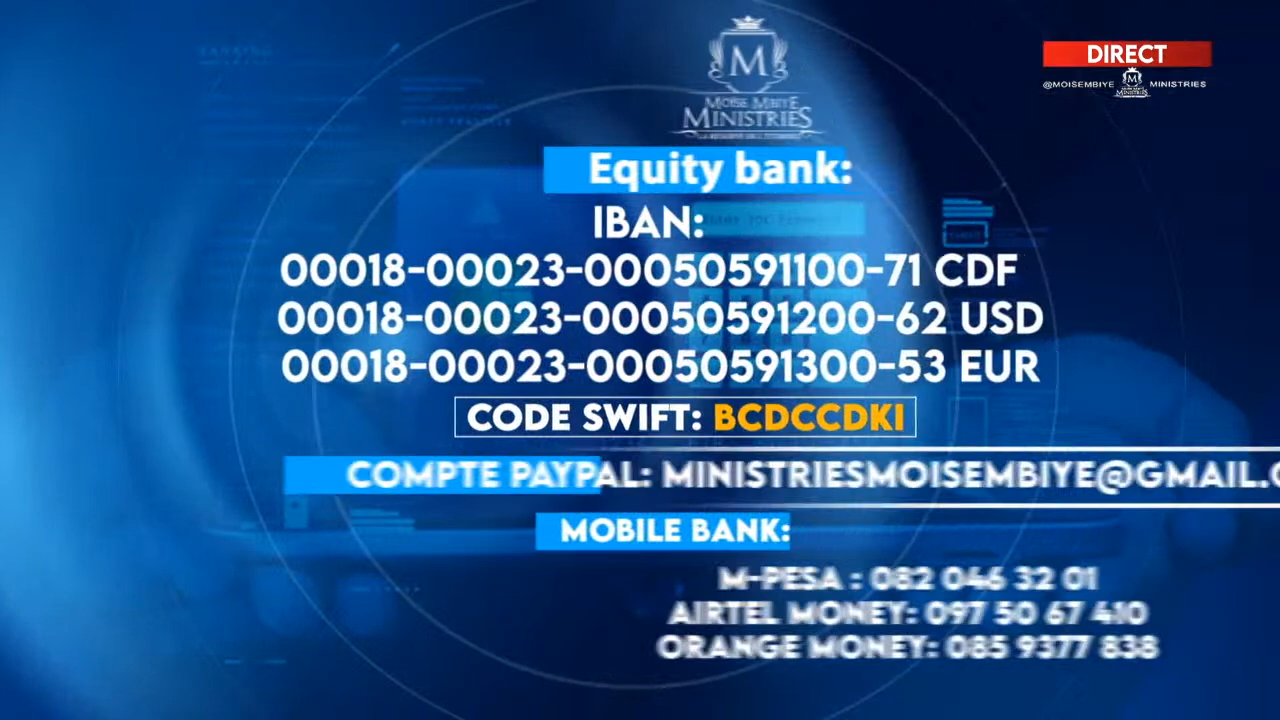 M
MOISE MBIYE
MINISTRIES
DIRECT
@MOISEMBIYE MINISTRIES
Equity bank:
IBAN:
00018-00023-00050591100-71 CDF
00018-00023-00050591200-62 USD
00018-00023-00050591300-53 EUR
CODE SWIFT: BCDCCDKI
COMPTE PAYPAL: MINISTRIESMOISEMBIYE@GMAIL.C
MOBILE BANK:
M-PESA : 082 046 32 01
AIRTEL MONEY: 097 50 67 410
ORANGE MONEY: 085 9377 838